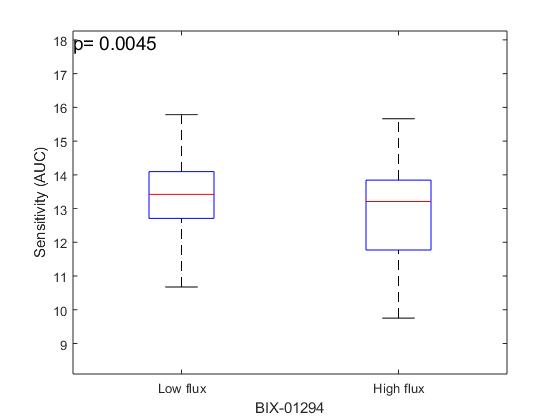 p= 0.0045
Sensitivity (AUC)
18
17
16
15
14
13
12
11
10
9
Low flux
High flux
BIX-01294